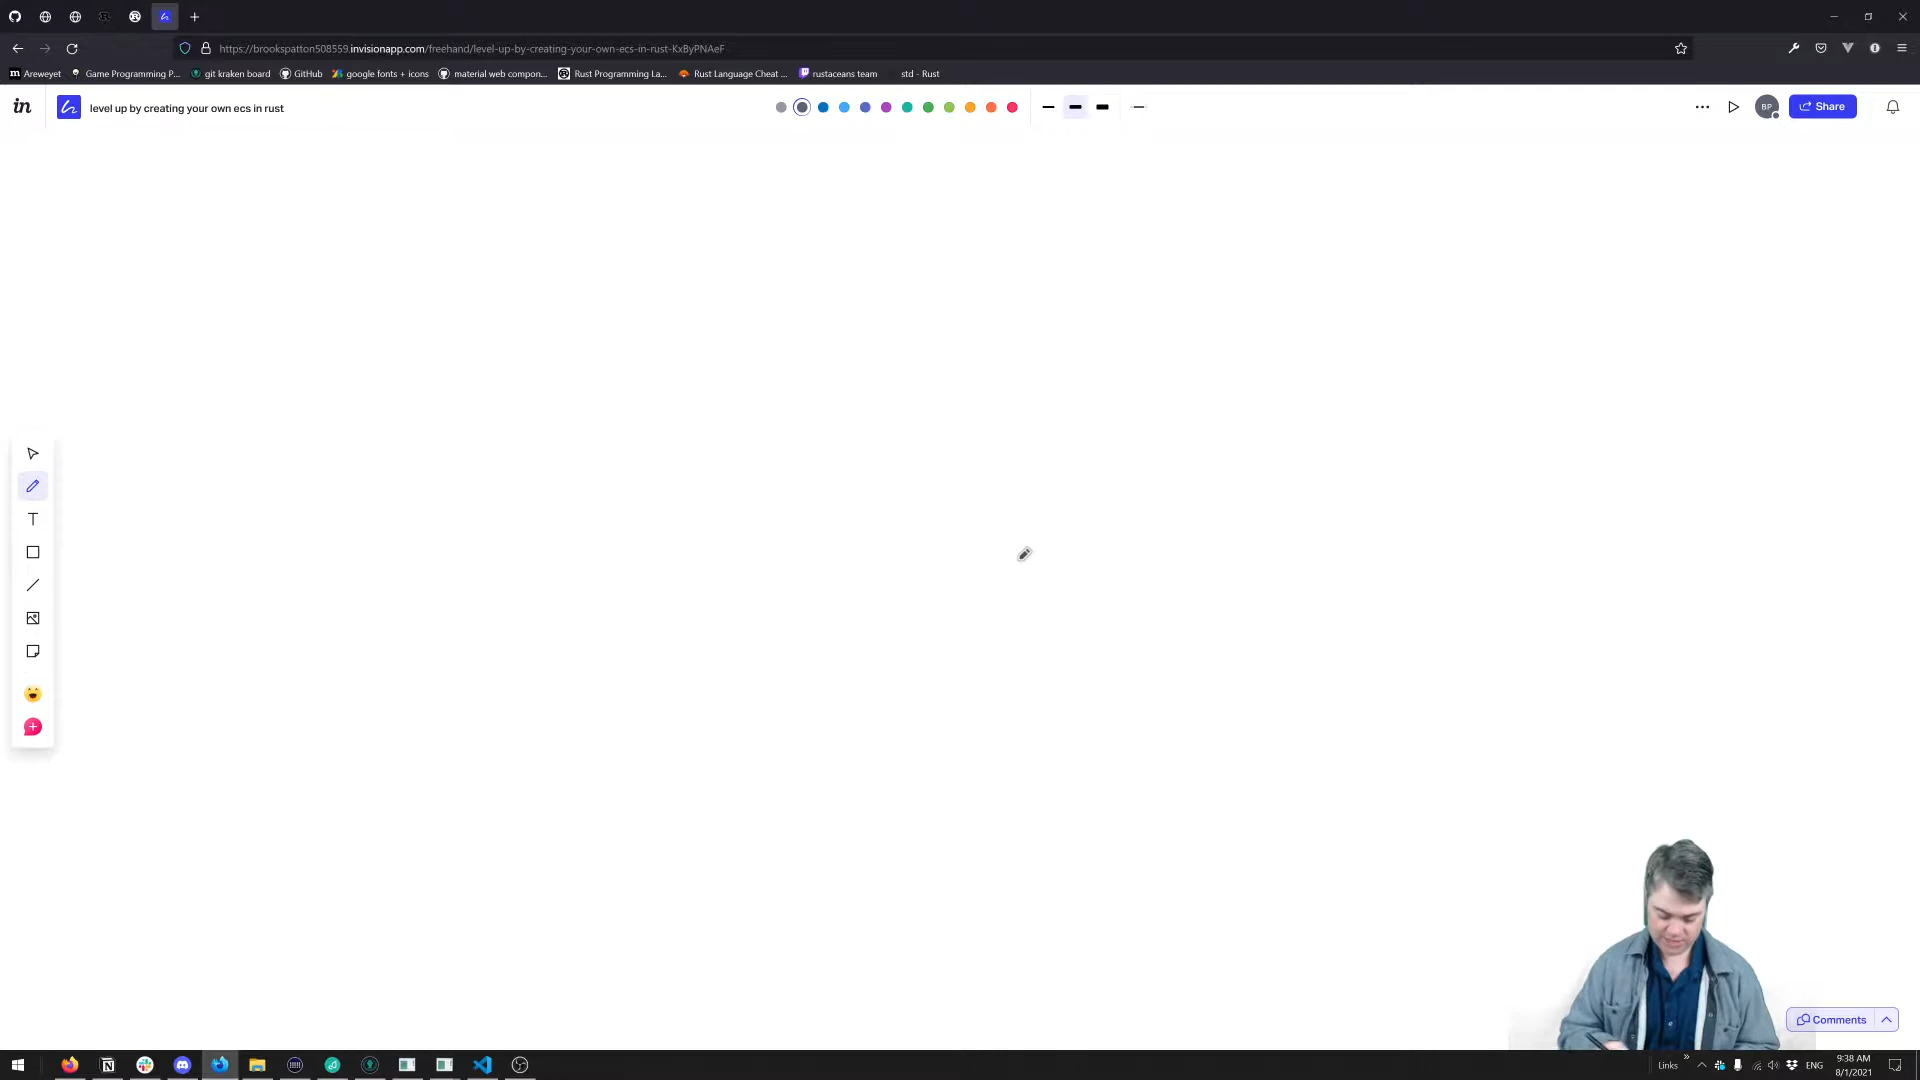 https://brookspatton508559.invisionapp.com/freehand/level-up-by-creating-your-own-ecs-in-rust-KxByPNAeF
Areweyet
Game Programming P...
git kraken board
GitHub
google fonts + icons
material web compon...
Rust Programming La...
Rust Language Cheat ...
rustaceans team
std - Rust
in
level up by creating your own ecs in rust
BP
Share
T
Comments
Links
ENG
9:38 AM
8/1/2021